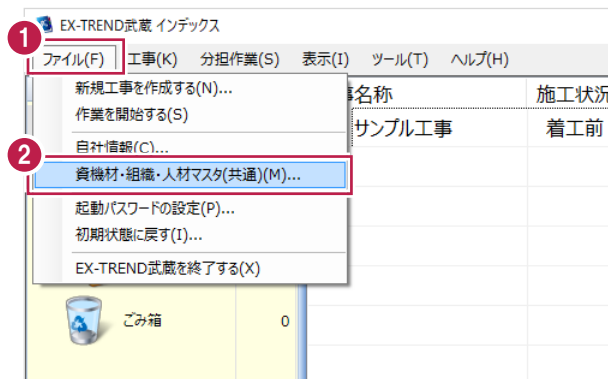 EX-TREND武蔵 インデックス
1
ファイル(F) 工事(K) 分担作業(S) 表示(I) ツール(T) ヘルプ(H)
新規工事を作成する(N)...
事名称 施工状況
作業を開始する(S)
サンプル工事 着工前
自社情報(C)...
2
資機材・組織・人材マスタ(共通)(M)...
起動パスワードの設定(P)...
初期状態に戻す(I)...
EX-TREND武蔵を終了する(X)
ごみ箱 0